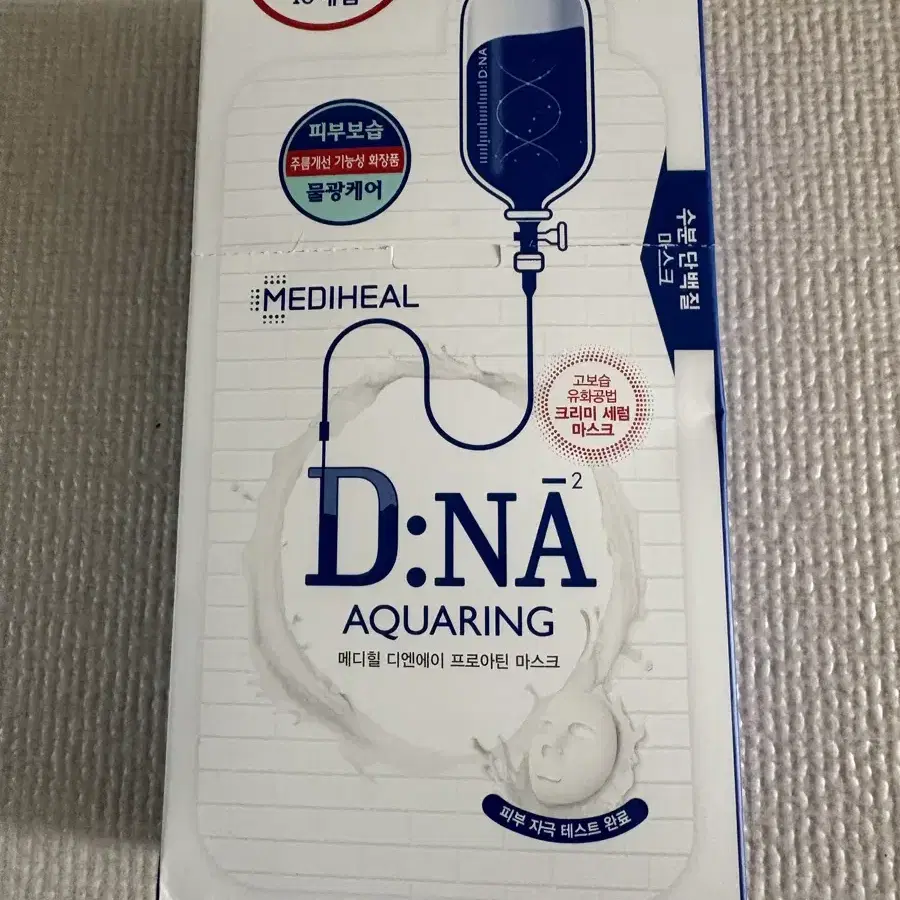 D:NA
피부보습
주름개선 기능성 화장품
물광케어
수분 단백질
마스크
MEDIHEAL
고보습
유화공법
크리미 세럼
마스크
D:NĀ²
AQUARING
메디힐 디엔에이 프로아틴 마스크
피부 자극 테스트 완료